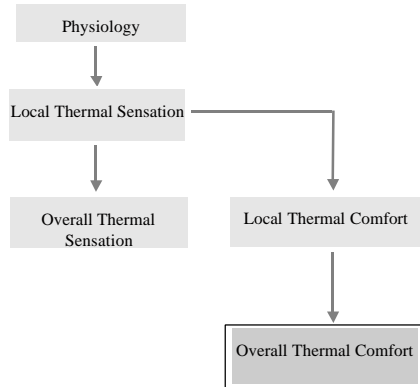 Physiology
Local Thermal Sensation
Overall Thermal
Sensation
Local Thermal Comfort
Overall Thermal Comfort